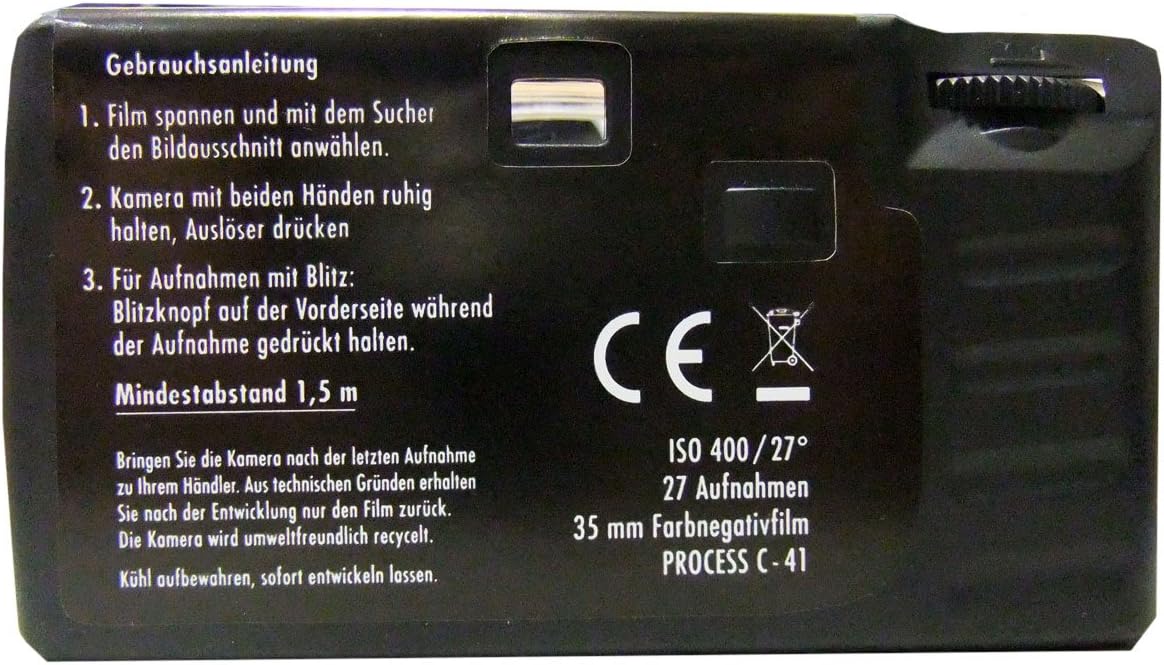 Gebrauchsanleitung
1. Film spannen und mit dem Sucher
den Bildausschnitt anwählen.
2. Kamera mit beiden Händen ruhig
halten, Auslöser drücken
3. Für Aufnahmen mit Blitz:
Blitzknopf auf der Vorderseite während
der Aufnahme gedrückt halten.
Mindestabstand 1,5 m
Bringen Sie die Kamera nach der letzten Aufnahme
zu Ihrem Händler. Aus technischen Gründen erhalten
Sie nach der Entwicklung nur den Film zurück.
Die Kamera wird umweltfreundlich recycelt.
Kühl aufbewahren, sofort entwickeln lassen.
CE
ISO 400/27°
27 Aufnahmen
35 mm Farbnegativfilm
PROCESS C-41